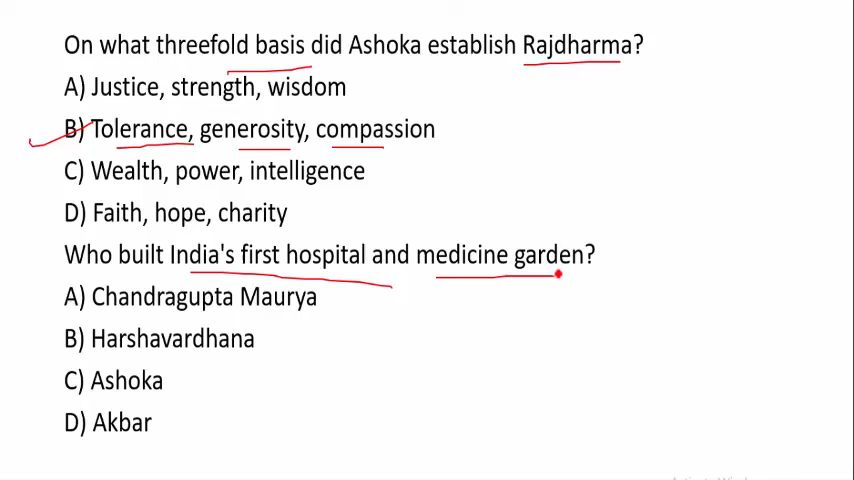 On what threefold basis did Ashoka establish Rajdharma?
A) Justice, strength, wisdom
B) Tolerance, generosity, compassion
C) Wealth, power, intelligence
D) Faith, hope, charity
Who built India's first hospital and medicine garden?
A) Chandragupta Maurya
B) Harshavardhana
C) Ashoka
D) Akbar